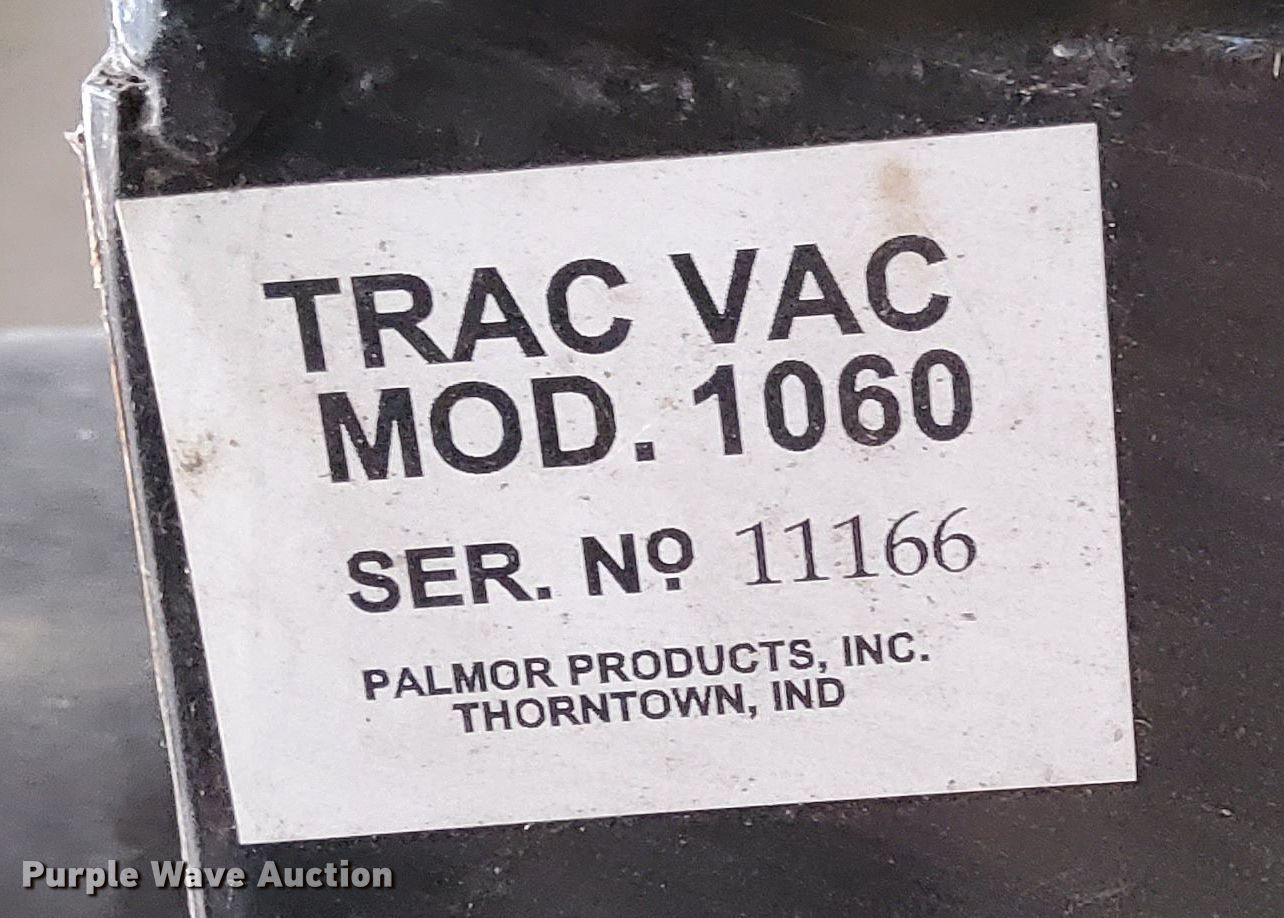 TRAC VAC
MOD. 1060
SER. Nº 11166
PALMOR PRODUCTS, INC.
THORNTOWN, IND
Purple Wave Auction